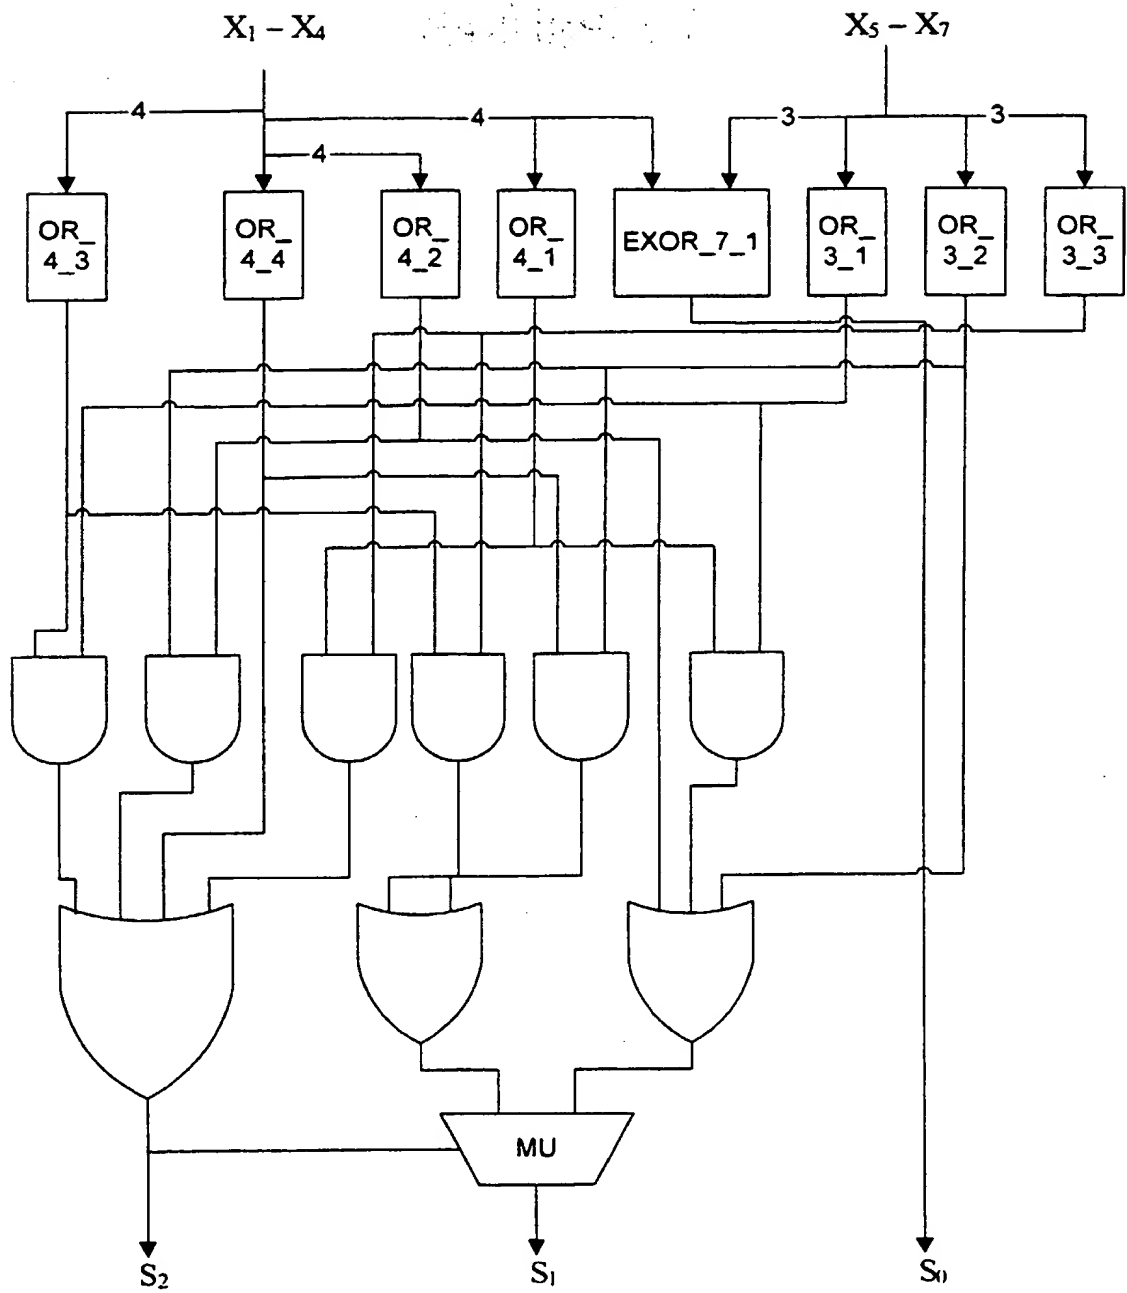 X₁ – X₄
X₅ – X₇
4
4
4
3
3
OR_
4_3
OR_
4_4
OR_
4_2
OR_
4_1
EXOR_7_1
OR_
3_1
OR_
3_2
OR_
3_3
MU
S₂
S₁
S₀